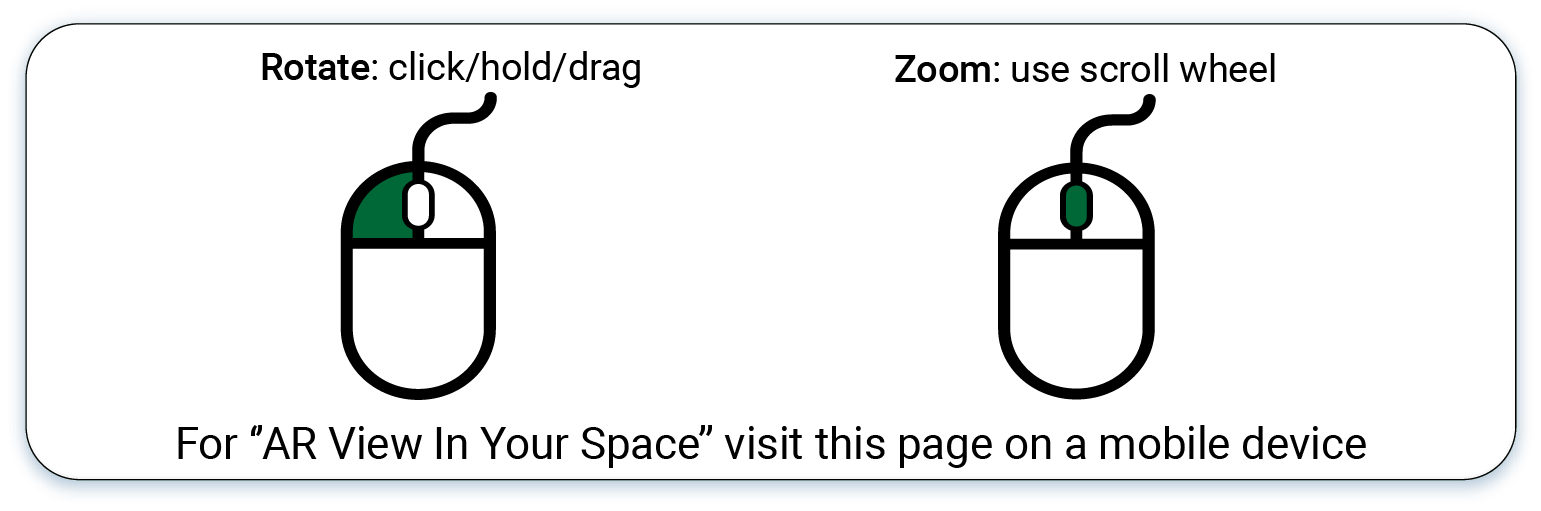 Rotate: click/hold/drag
Zoom: use scroll wheel
For “AR View In Your Space” visit this page on a mobile device